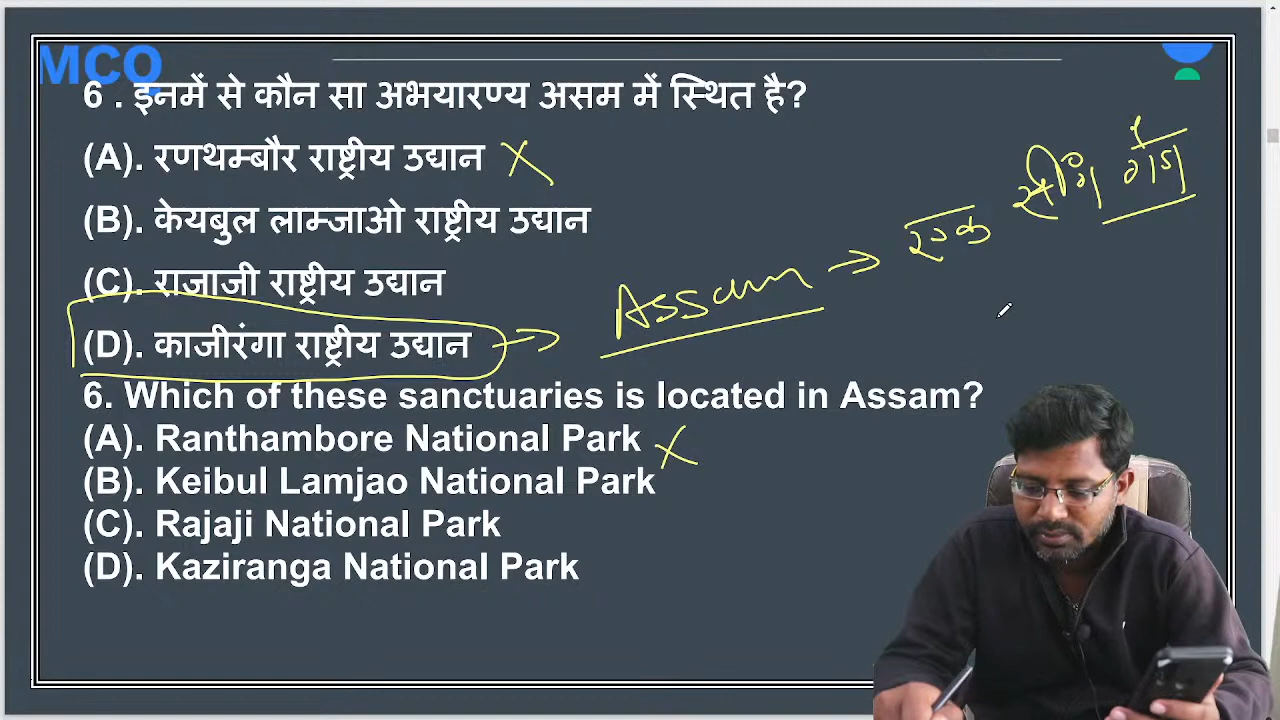 MCQ
6 . इनमें से कौन सा अभयारण्य असम में स्थित है?
(A). रणथम्बौर राष्ट्रीय उद्यान
(B). केयबुल लाम्जाओ राष्ट्रीय उद्यान
(C). राजाजी राष्ट्रीय उद्यान
(D). काजीरंगा राष्ट्रीय उद्यान
Assam → एक सींग
6. Which of these sanctuaries is located in Assam?
(A). Ranthambore National Park
(B). Keibul Lamjao National Park
(C). Rajaji National Park
(D). Kaziranga National Park